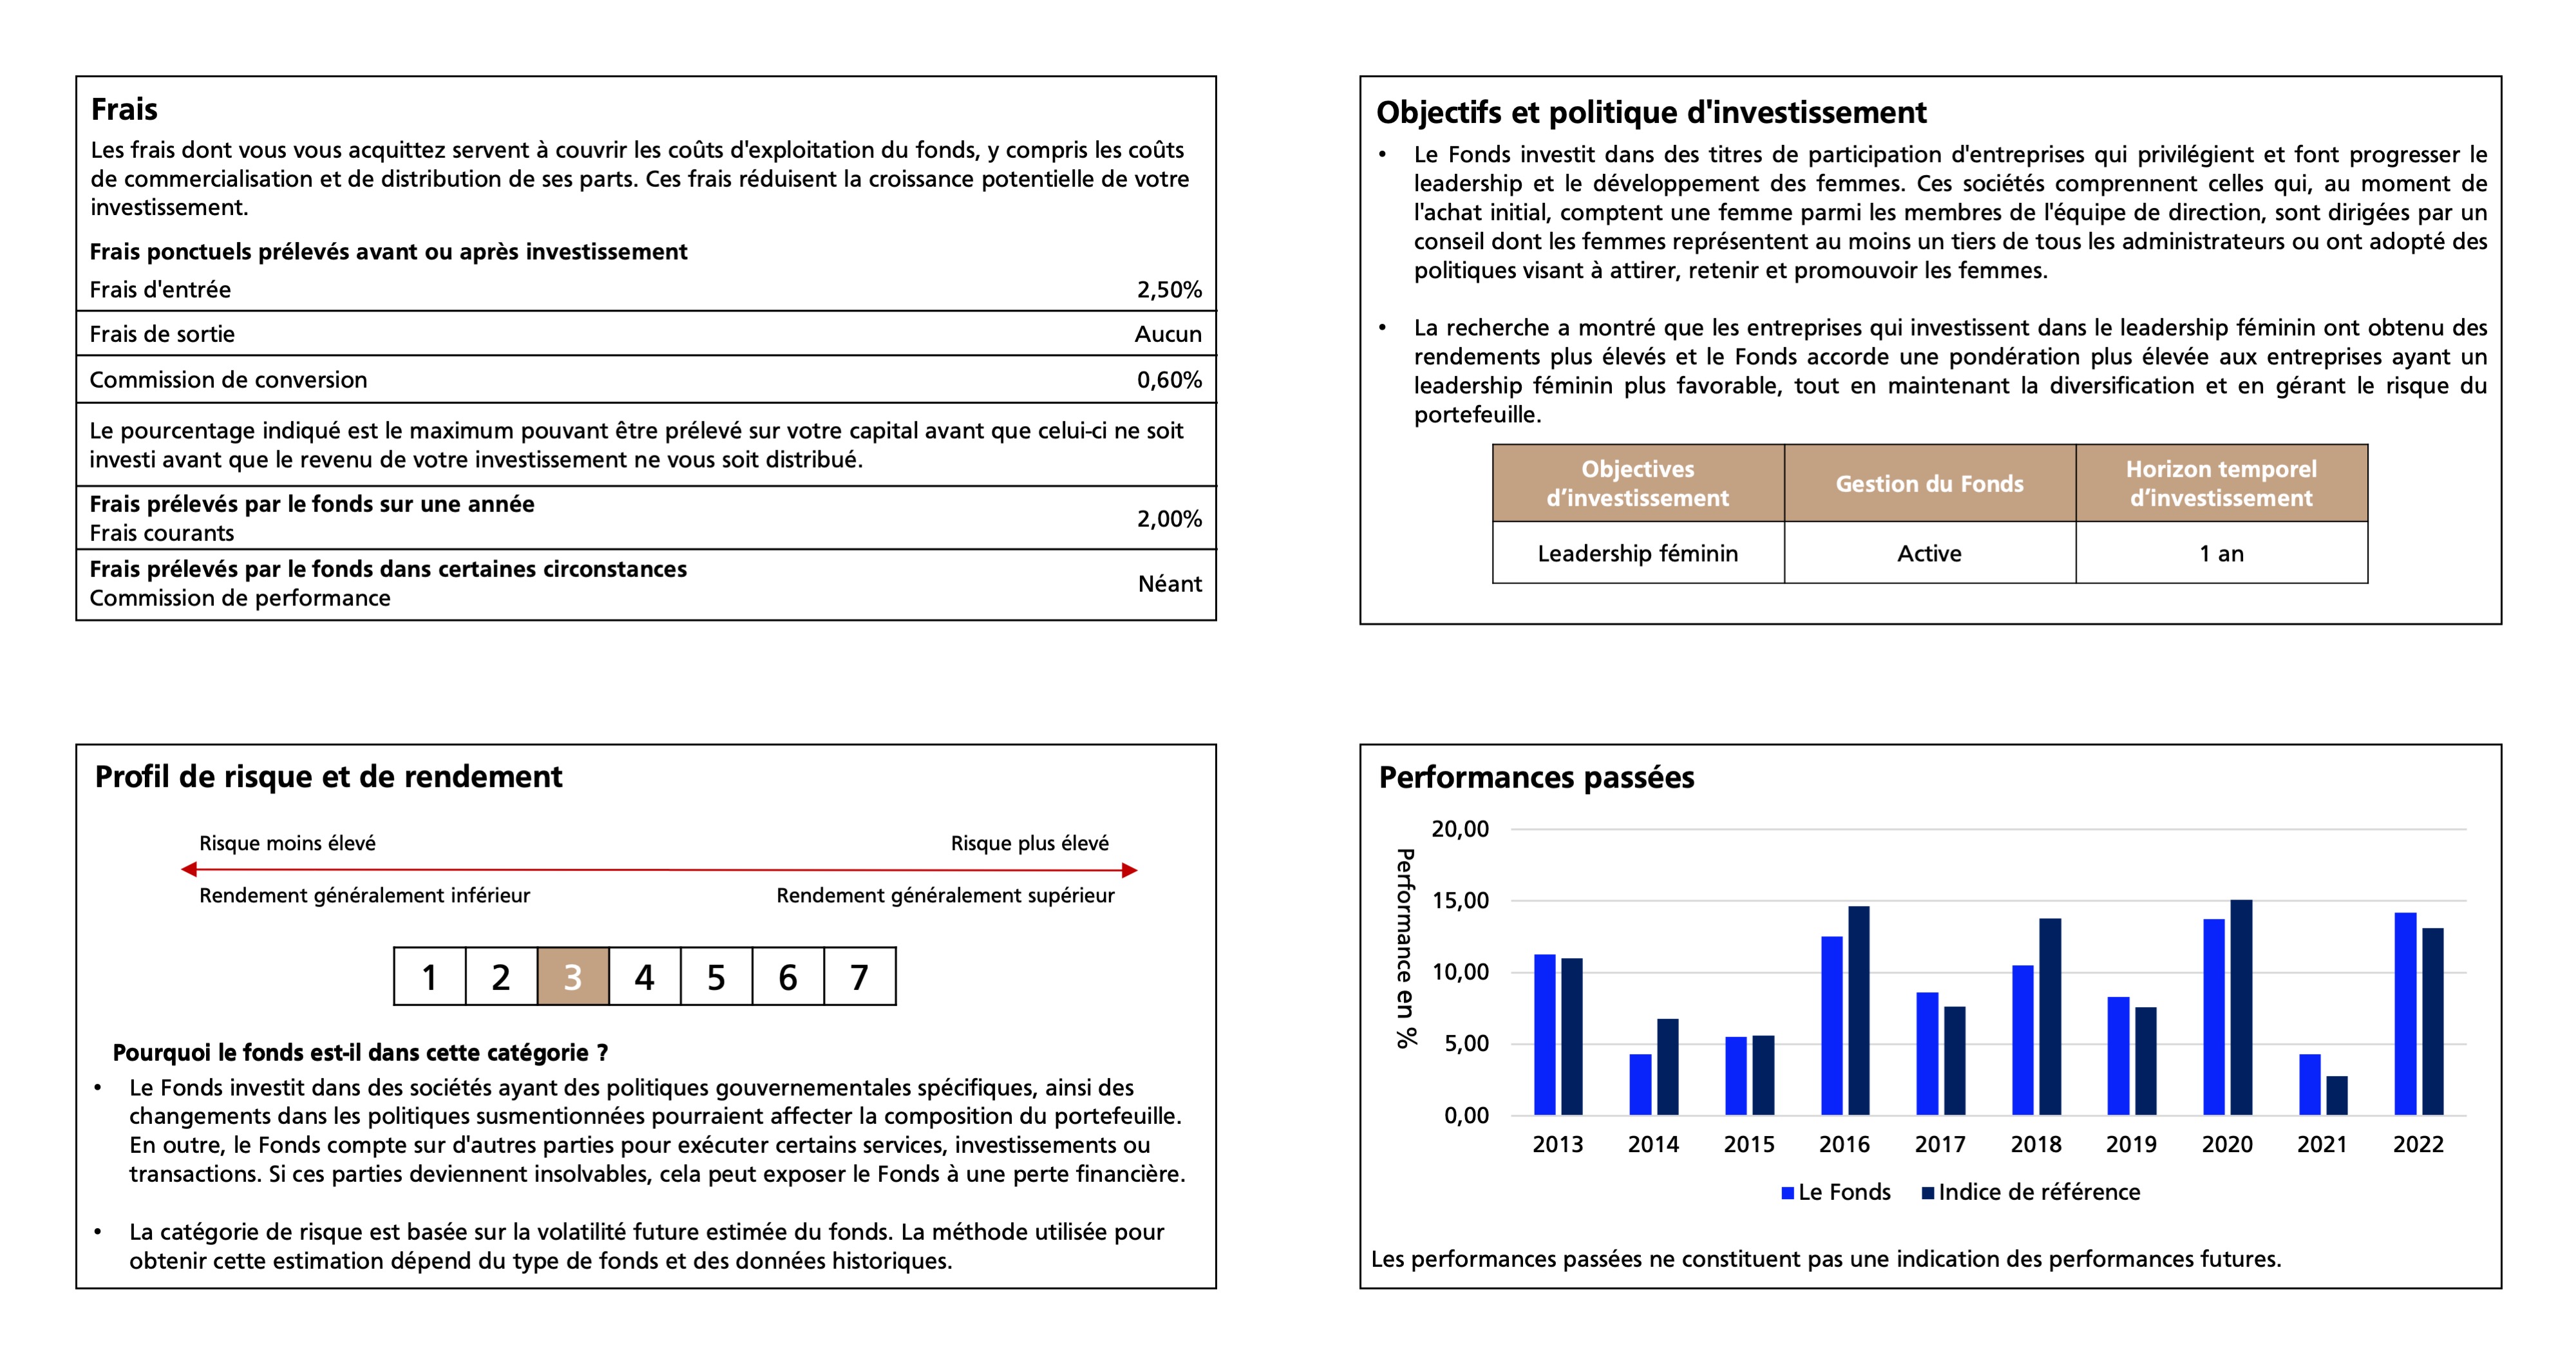 Frais
Les frais dont vous vous acquittez servent à couvrir les coûts d'exploitation du fonds, y compris les coûts
de commercialisation et de distribution de ses parts. Ces frais réduisent la croissance potentielle de votre
investissement.
Frais ponctuels prélevés avant ou après investissement
Frais d'entrée 2,50%
Frais de sortie Aucun
Commission de conversion 0,60%
Le pourcentage indiqué est le maximum pouvant être prélevé sur votre capital avant que celui-ci ne soit
investi avant que le revenu de votre investissement ne vous soit distribué.
Frais prélevés par le fonds sur une année
Frais courants 2,00%
Frais prélevés par le fonds dans certaines circonstances
Commission de performance Néant
Objectifs et politique d'investissement
• Le Fonds investit dans des titres de participation d'entreprises qui privilégient et font progresser le
leadership et le développement des femmes. Ces sociétés comprennent celles qui, au moment de
l'achat initial, comptent une femme parmi les membres de l'équipe de direction, sont dirigées par un
conseil dont les femmes représentent au moins un tiers de tous les administrateurs ou ont adopté des
politiques visant à attirer, retenir et promouvoir les femmes.
• La recherche a montré que les entreprises qui investissent dans le leadership féminin ont obtenu des
rendements plus élevés et le Fonds accorde une pondération plus élevée aux entreprises ayant un
leadership féminin plus favorable, tout en maintenant la diversification et en gérant le risque du
portefeuille.
Objectives
d’investissement
Gestion du Fonds
Horizon temporel
d’investissement
Leadership féminin Active 1 an
Profil de risque et de rendement
Risque moins élevé Risque plus élevé
Rendement généralement inférieur Rendement généralement supérieur
1 2 3 4 5 6 7
Pourquoi le fonds est-il dans cette catégorie ?
• Le Fonds investit dans des sociétés ayant des politiques gouvernementales spécifiques, ainsi des
changements dans les politiques susmentionnées pourraient affecter la composition du portefeuille.
En outre, le Fonds compte sur d'autres parties pour exécuter certains services, investissements ou
transactions. Si ces parties deviennent insolvables, cela peut exposer le Fonds à une perte financière.
• La catégorie de risque est basée sur la volatilité future estimée du fonds. La méthode utilisée pour
obtenir cette estimation dépend du type de fonds et des données historiques.
Performances passées
Performance en %
20,00
15,00
10,00
5,00
0,00
2013 2014 2015 2016 2017 2018 2019 2020 2021 2022
Le Fonds Indice de référence
Les performances passées ne constituent pas une indication des performances futures.